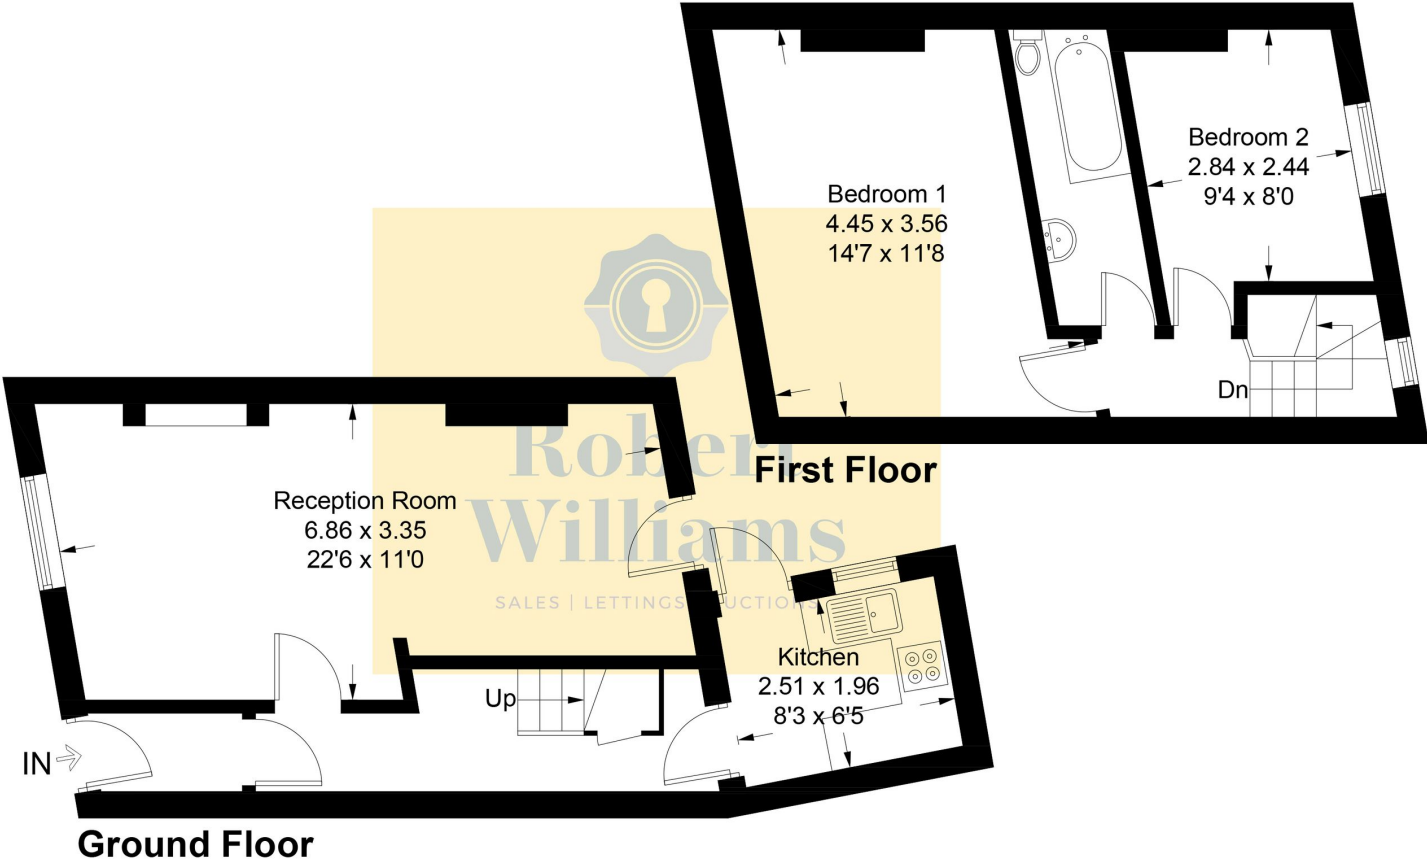 Bedroom 1
4.45 x 3.56
14'7 x 11'8
Bedroom 2
2.84 x 2.44
9'4 x 8'0
Dn
First Floor
Robert
Williams
SALES | LETTINGS AUCTIONS
Reception Room
6.86 x 3.35
22'6 x 11'0
Kitchen
2.51 x 1.96
8'3 x 6'5
Up
IN
Ground Floor